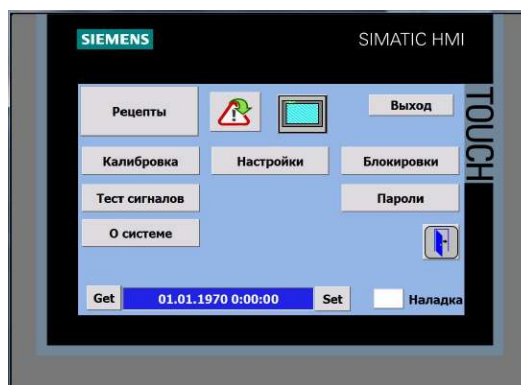 SIEMENS SIMATIC HMI
TOUCH
Рецепты Выход
Калибровка Настройки Блокировки
Тест сигналов Пароли
О системе
Get 01.01.1970 0:00:00 Set Наладка